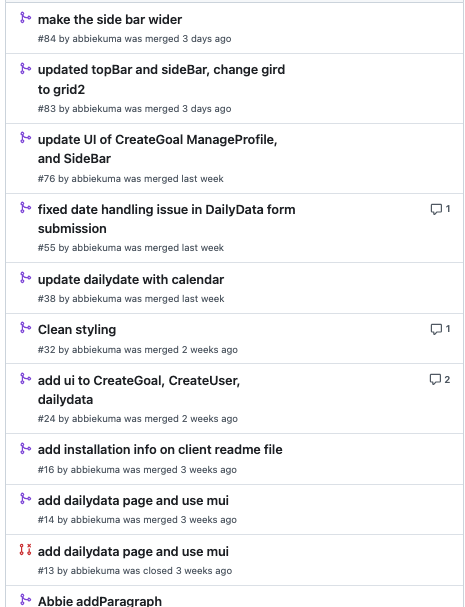 make the side bar wider
#84 by abbiekuma was merged 3 days ago
updated topBar and sideBar, change gird
to grid2
#83 by abbiekuma was merged 3 days ago
update UI of CreateGoal ManageProfile,
and SideBar
#76 by abbiekuma was merged last week
fixed date handling issue in DailyData form
1
submission
#55 by abbiekuma was merged last week
update dailydate with calendar
#38 by abbiekuma was merged last week
Clean styling
1
#32 by abbiekuma was merged 2 weeks ago
add ui to CreateGoal, CreateUser,
2
dailydata
#24 by abbiekuma was merged 2 weeks ago
add installation info on client readme file
#16 by abbiekuma was merged 3 weeks ago
add dailydata page and use mui
#14 by abbiekuma was merged 3 weeks ago
add dailydata page and use mui
#13 by abbiekuma was closed 3 weeks ago
Abbie addParagraph